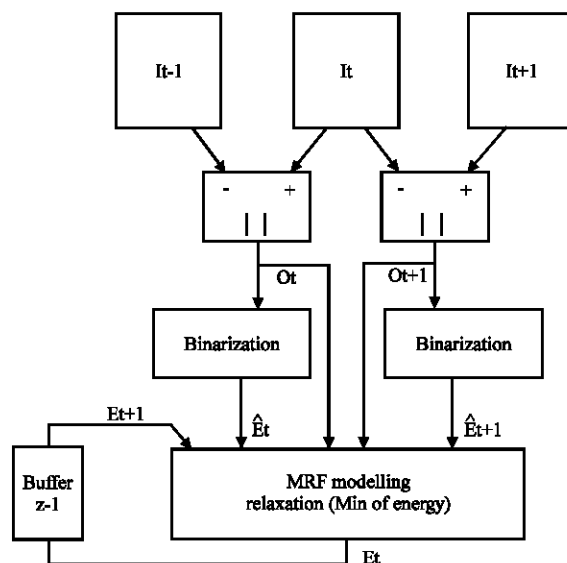 It-1
It
It+1
- +
| |
- +
| |
Ot
Ot+1
Binarization
Binarization
Et+1
Êt
Êt+1
Buffer
z-1
MRF modelling
relaxation (Min of energy)
Et